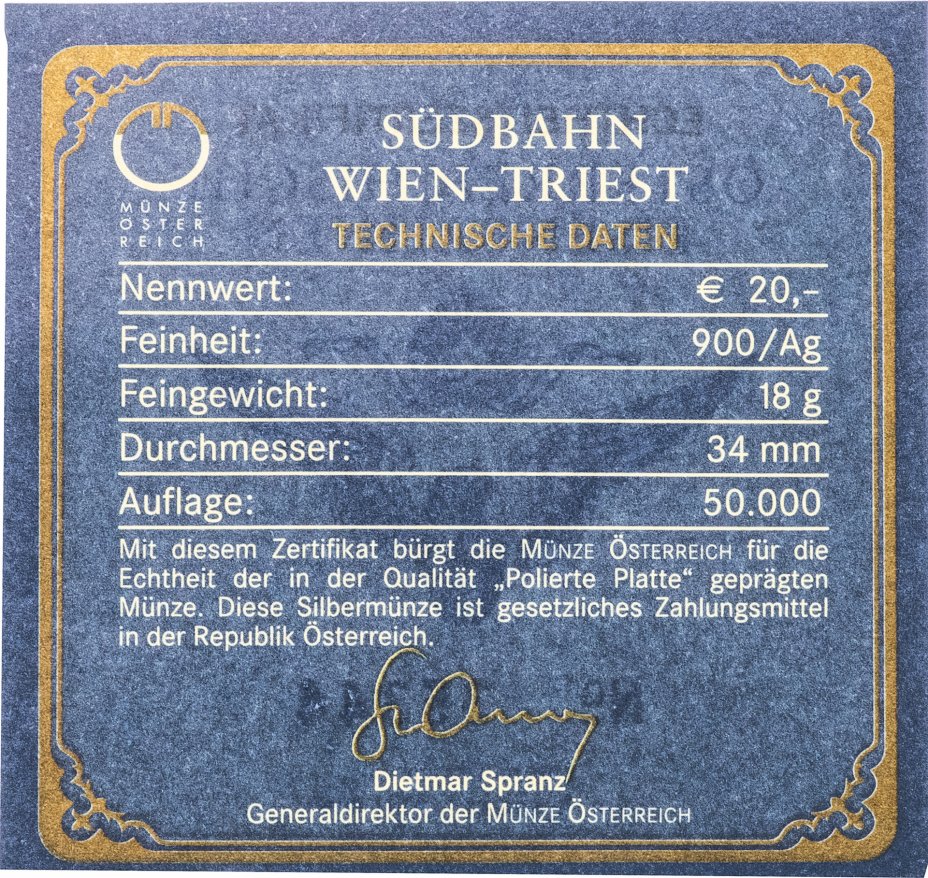 MÜNZE
ÖSTER
REICH
SÜDBAHN
WIEN–TRIEST
TECHNISCHE DATEN
Nennwert: € 20,–
Feinheit: 900/Ag
Feingewicht: 18 g
Durchmesser: 34 mm
Auflage: 50.000
Mit diesem Zertifikat bürgt die MÜNZE ÖSTERREICH für die
Echtheit der in der Qualität „Polierte Platte“ geprägten
Münze. Diese Silbermünze ist gesetzliches Zahlungsmittel
in der Republik Österreich.
Dietmar Spranz
Generaldirektor der MÜNZE ÖSTERREICH